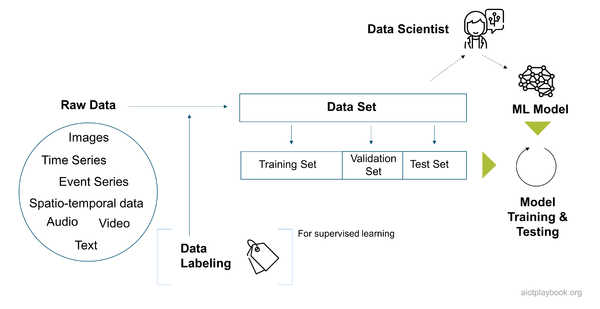 Data Scientist
Raw Data
Data Set
ML Model
Images
Time Series
Event Series
Spatio-temporal data
Audio
Video
Text
Training Set
Validation
Set
Test Set
Model
Training &
Testing
Data
Labeling
For supervised learning
aiotplaybook.org